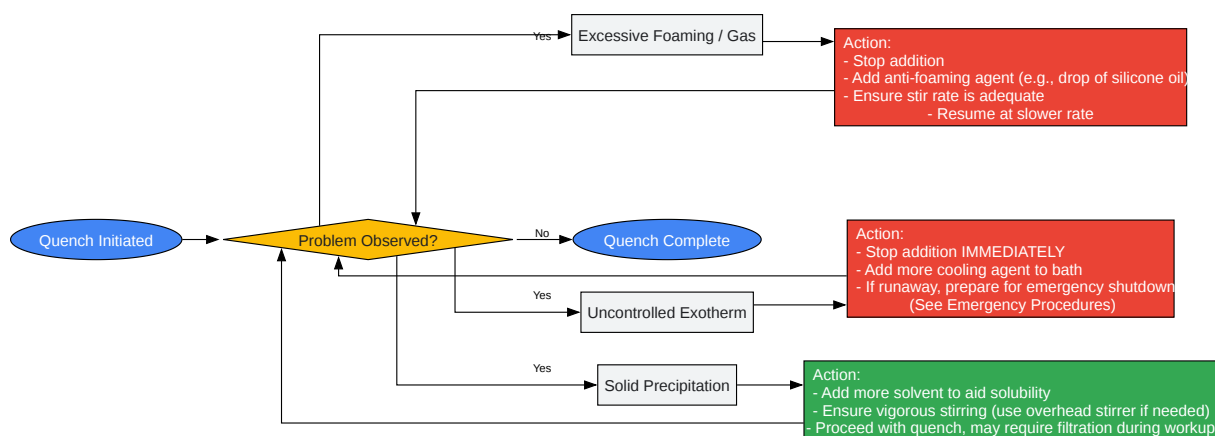 Yes
Excessive Foaming / Gas
Action:
- Stop addition
- Add anti-foaming agent (e.g., drop of silicone oil)
- Ensure stir rate is adequate
- Resume at slower rate
Quench Initiated
Problem Observed?
No
Quench Complete
Action:
- Stop addition IMMEDIATELY
- Add more cooling agent to bath
- If runaway, prepare for emergency shutdown
(See Emergency Procedures)
Yes
Uncontrolled Exotherm
Yes
Solid Precipitation
Action:
- Add more solvent to aid solubility
- Ensure vigorous stirring (use overhead stirrer if needed)
- Proceed with quench, may require filtration during workup